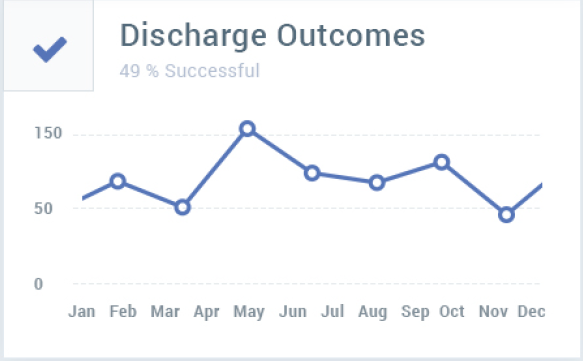 Discharge Outcomes
49 % Successful
150
50
0
Jan Feb Mar Apr May Jun Jul Aug Sep Oct Nov Dec